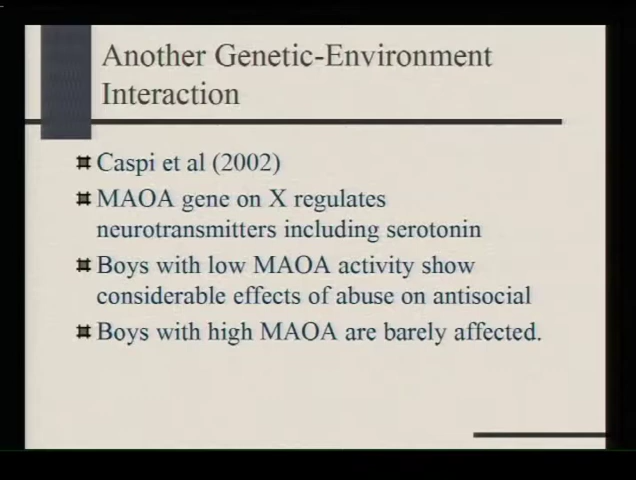 Another Genetic-Environment
Interaction
Caspi et al (2002)
MAOA gene on X regulates
neurotransmitters including serotonin
Boys with low MAOA activity show
considerable effects of abuse on antisocial
Boys with high MAOA are barely affected.